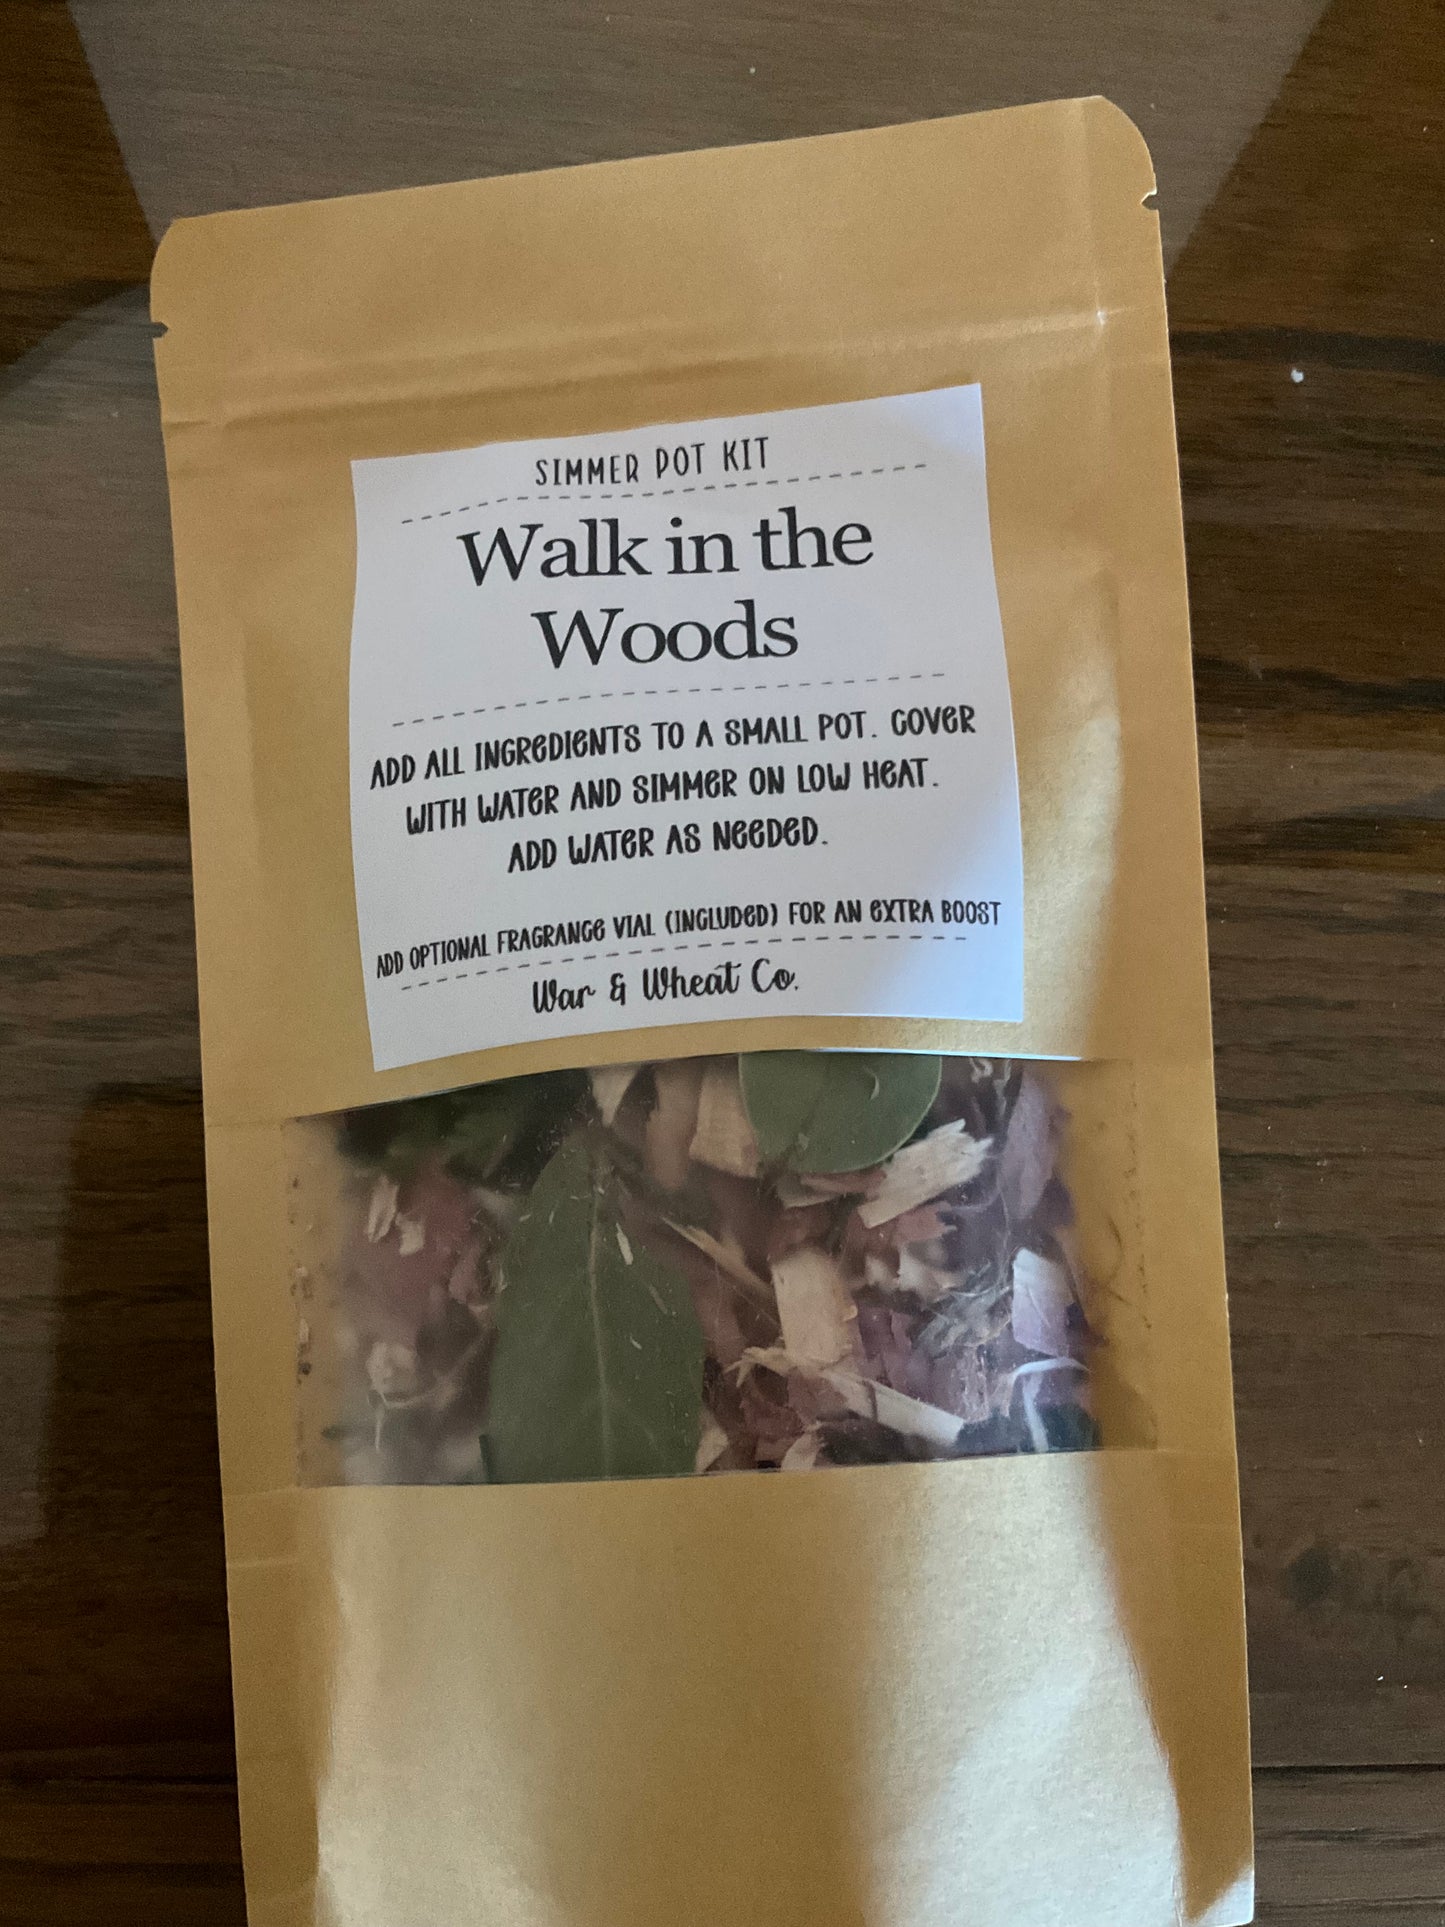 SIMMER POT KIT
Walk in the
Woods
ADD ALL INGREDIENTS TO A SMALL POT. COVER
WITH WATER AND SIMMER ON LOW HEAT.
ADD WATER AS NEEDED.
ADD OPTIONAL FRAGRANCE VIAL (INCLUDED) FOR AN EXTRA BOOST
War & Wheat Co.